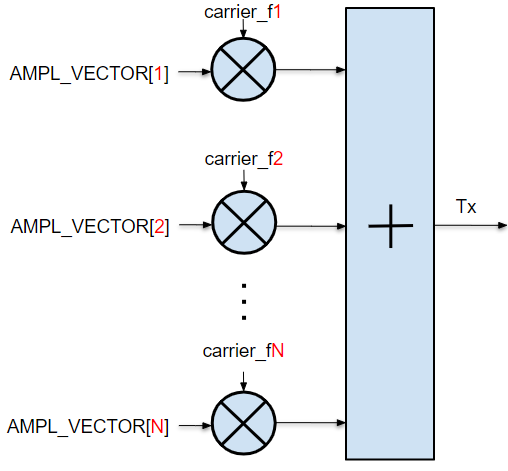 carrier_f1
AMPL_VECTOR[1]
carrier_f2
AMPL_VECTOR[2]
Tx
carrier_fN
AMPL_VECTOR[N]